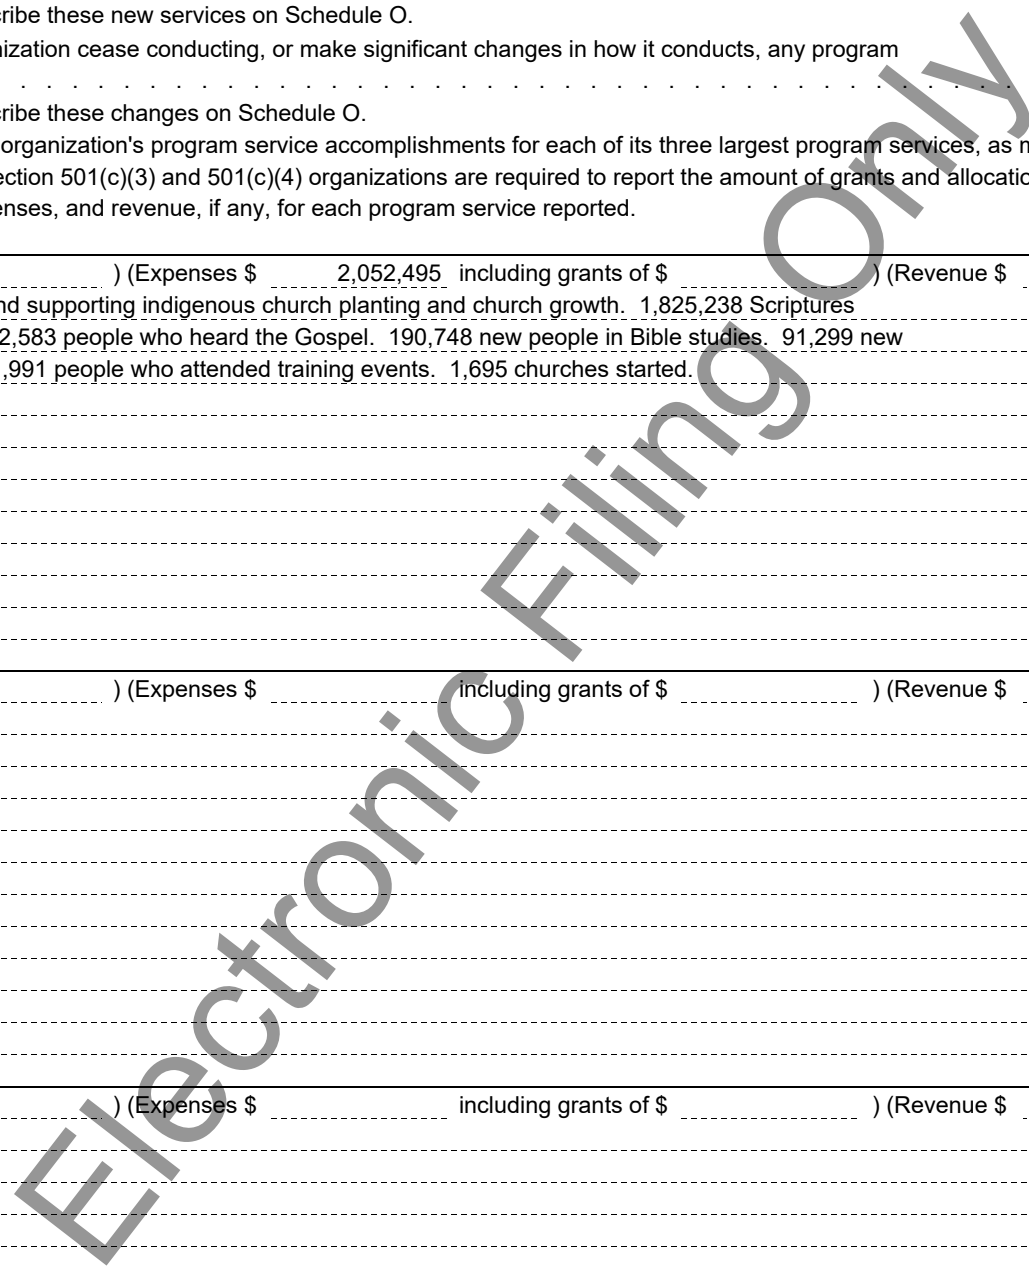 cribe these new services on Schedule O.
nization cease conducting, or make significant changes in how it conducts, any program
. . . . . . . . . . . . . . . . . . . . . . . . . . . . . . . . . . . . . . .
cribe these changes on Schedule O.
organization's program service accomplishments for each of its three largest program services, as m
ection 501(c)(3) and 501(c)(4) organizations are required to report the amount of grants and allocatio
enses, and revenue, if any, for each program service reported.
) (Expenses $ 2,052,495 including grants of $ ) (Revenue $
nd supporting indigenous church planting and church growth. 1,825,238 Scriptures
2,583 people who heard the Gospel. 190,748 new people in Bible studies. 91,299 new
,991 people who attended training events. 1,695 churches started.
) (Expenses $ including grants of $ ) (Revenue $
) (Expenses $ including grants of $ ) (Revenue $
Electronic Filing Only